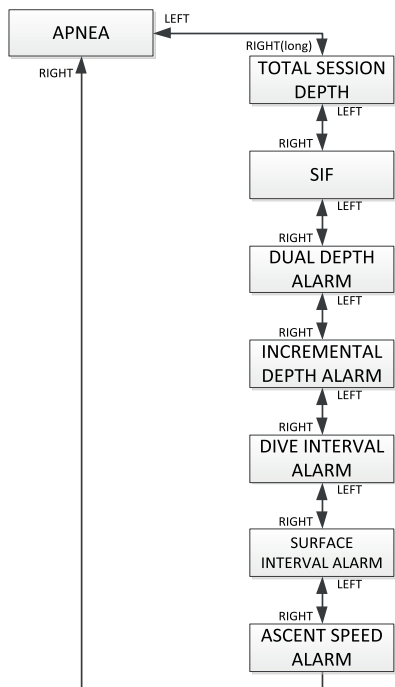 LEFT
APNEA
RIGHT(long)
RIGHT
TOTAL SESSION
DEPTH
LEFT
RIGHT
SIF
LEFT
RIGHT
DUAL DEPTH
ALARM
LEFT
RIGHT
INCREMENTAL
DEPTH ALARM
LEFT
RIGHT
DIVE INTERVAL
ALARM
LEFT
RIGHT
SURFACE
INTERVAL ALARM
LEFT
RIGHT
ASCENT SPEED
ALARM